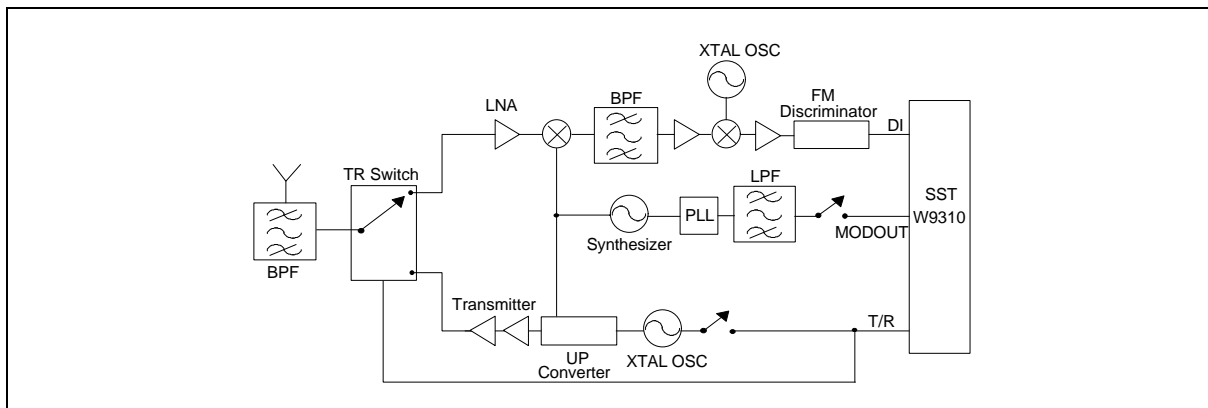 XTAL OSC
LNA
BPF
FM
Discriminator
DI
TR Switch
LPF
SST
W9310
PLL
Synthesizer
MODOUT
BPF
Transmitter
T/R
UP
Converter
XTAL OSC